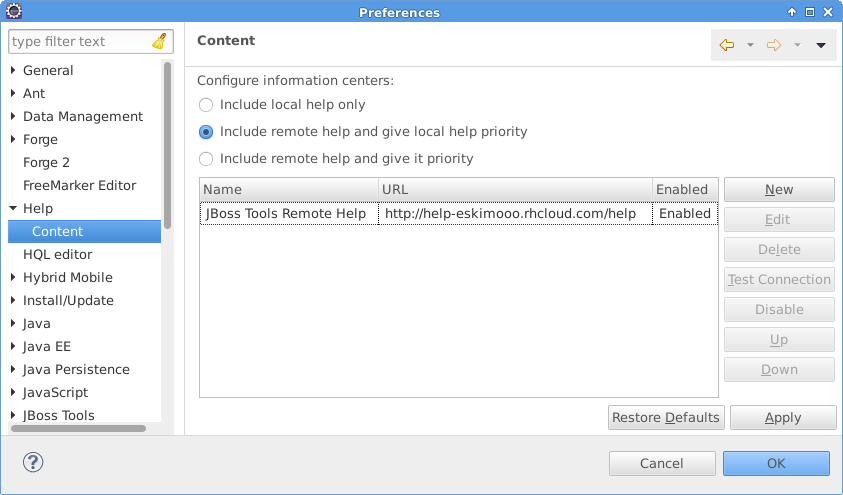 Preferences
type filter text
General
Ant
Data Management
Forge
Forge 2
FreeMarker Editor
Help
Content
HQL editor
Hybrid Mobile
Install/Update
Java
Java EE
Java Persistence
JavaScript
JBoss Tools
Content
Configure information centers:
Include local help only
Include remote help and give local help priority
Include remote help and give it priority
Name URL Enabled
JBoss Tools Remote Help http://help-eskimooo.rhcloud.com/help Enabled
New
Edit
Delete
Test Connection
Disable
Up
Down
Restore Defaults Apply
? Cancel OK